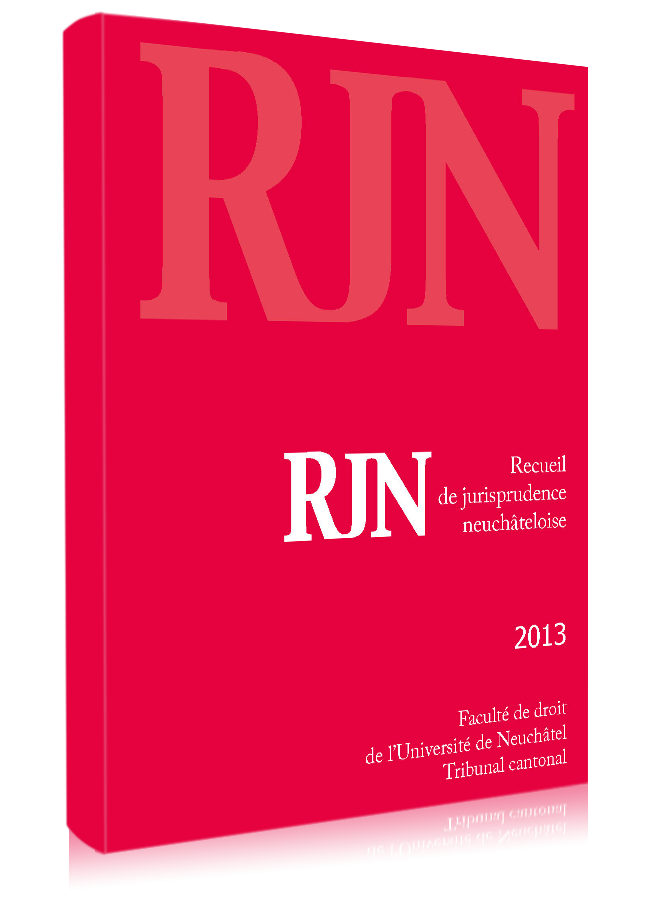 RJN
RJN
Recueil
de jurisprudence
neuchâteloise
2013
Faculté de droit
de l'Université de Neuchâtel
Tribunal cantonal